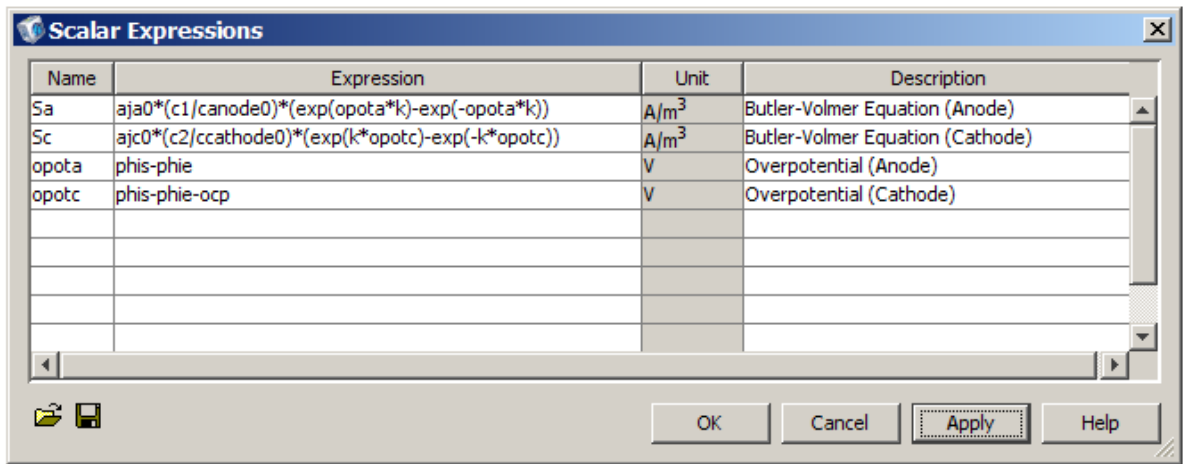 Scalar Expressions
Name Expression Unit Description
Sa aja0*(c1/canode0)*(exp(opota*k)-exp(-opota*k)) A/m³ Butler-Volmer Equation (Anode)
Sc ajc0*(c2/ccathode0)*(exp(k*opotc)-exp(-k*opotc)) A/m³ Butler-Volmer Equation (Cathode)
opota phis-phie V Overpotential (Anode)
opotc phis-phie-ocp V Overpotential (Cathode)
OK Cancel Apply Help